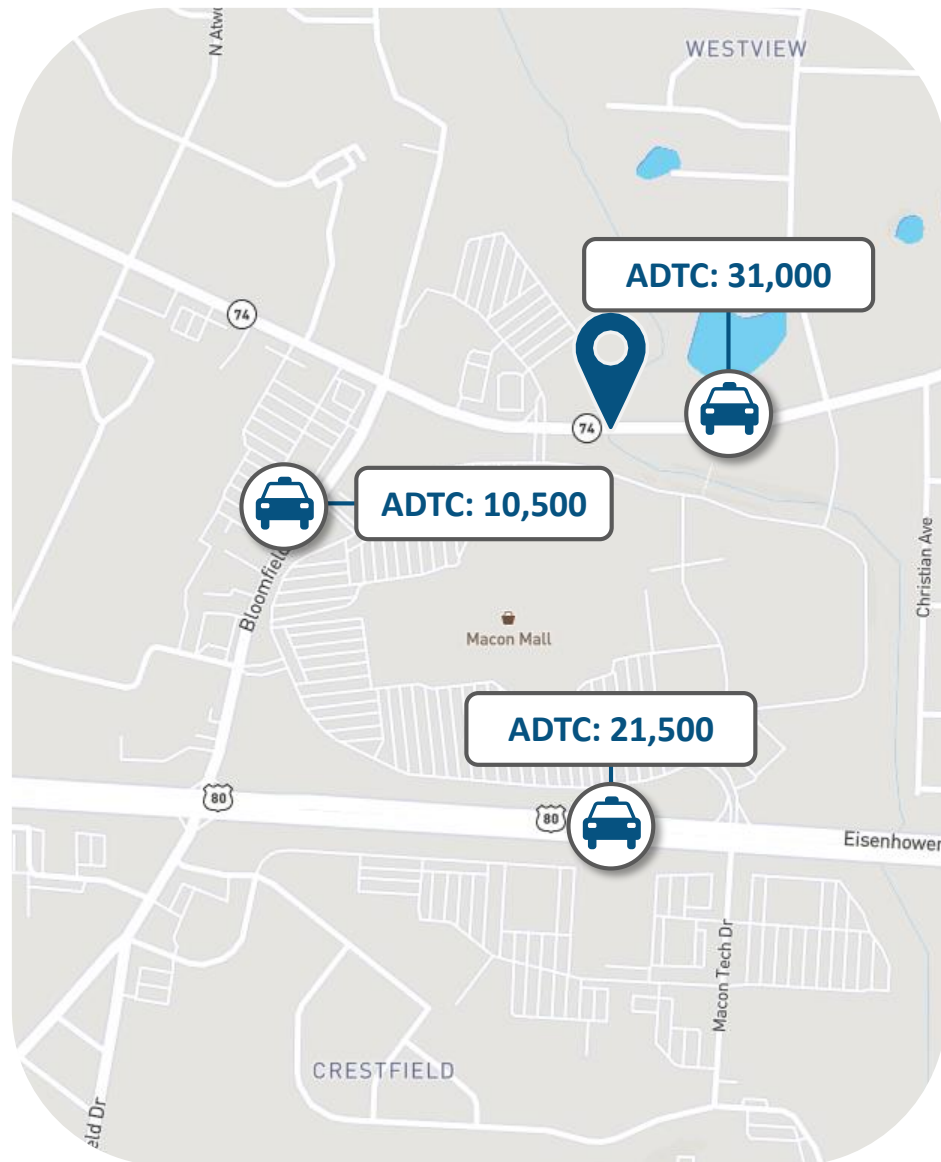 N Atwo
WESTVIEW
ADTC: 31,000
74
74
ADTC: 10,500
Bloomfield
Christian Ave
Macon Mall
ADTC: 21,500
80
80
Eisenhower
Macon Tech Dr
CRESTFIELD
eld Dr